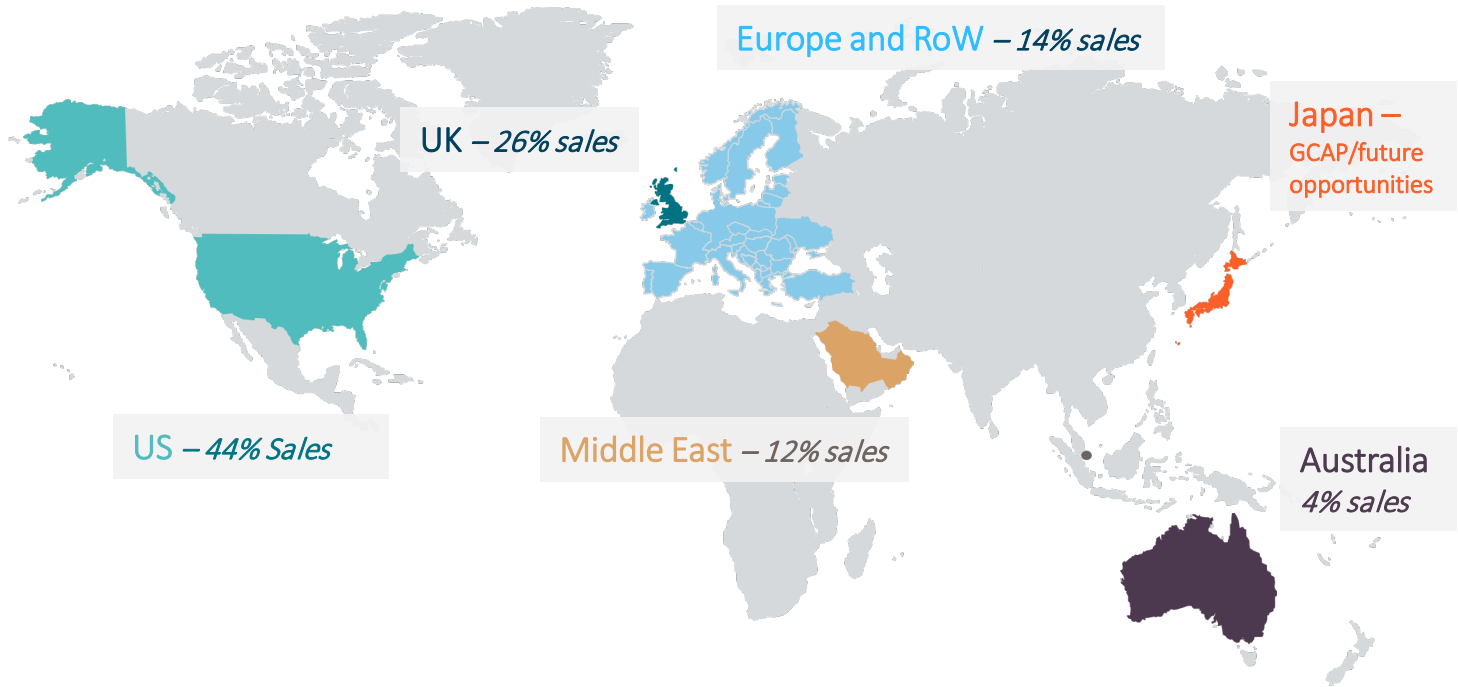 Europe and RoW – 14% sales
UK – 26% sales
Japan –
GCAP/future
opportunities
US – 44% Sales
Middle East – 12% sales
Australia
4% sales